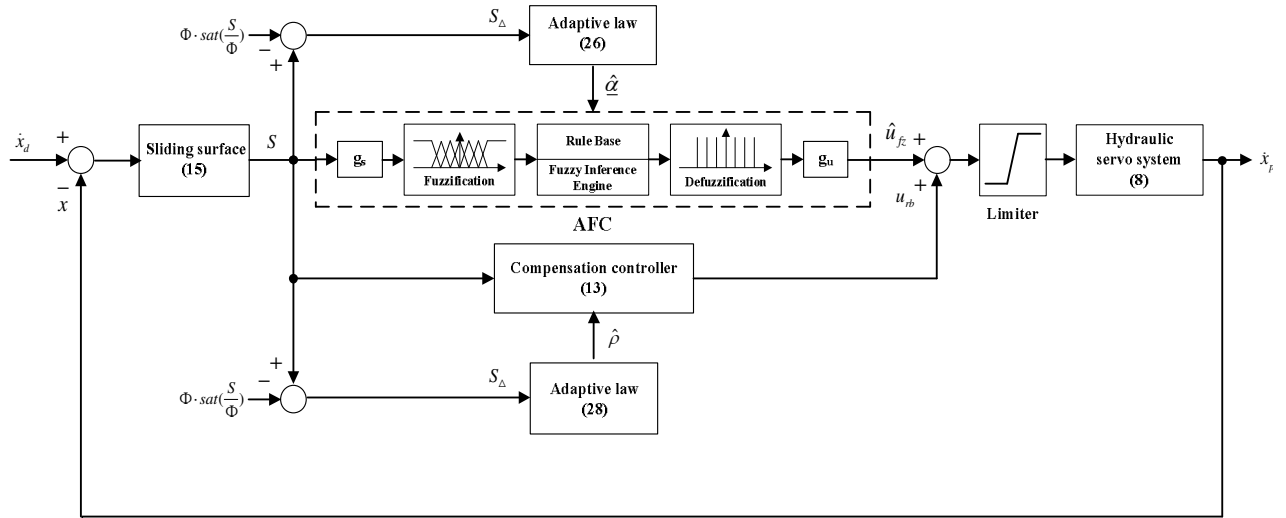 Φ·sat(S/Φ)
−
+
S_Δ
Adaptive law
(26)
α̲̂
ẋ_d
+
−
x
Sliding surface
(15)
S
g_s
Fuzzification
Rule Base
Fuzzy Inference
Engine
Defuzzification
g_u
AFC
û_fz
+
u_rb
+
Limiter
Hydraulic
servo system
(8)
ẋ_p
Compensation controller
(13)
ρ̂
Φ·sat(S/Φ)
+
−
S_Δ
Adaptive law
(28)